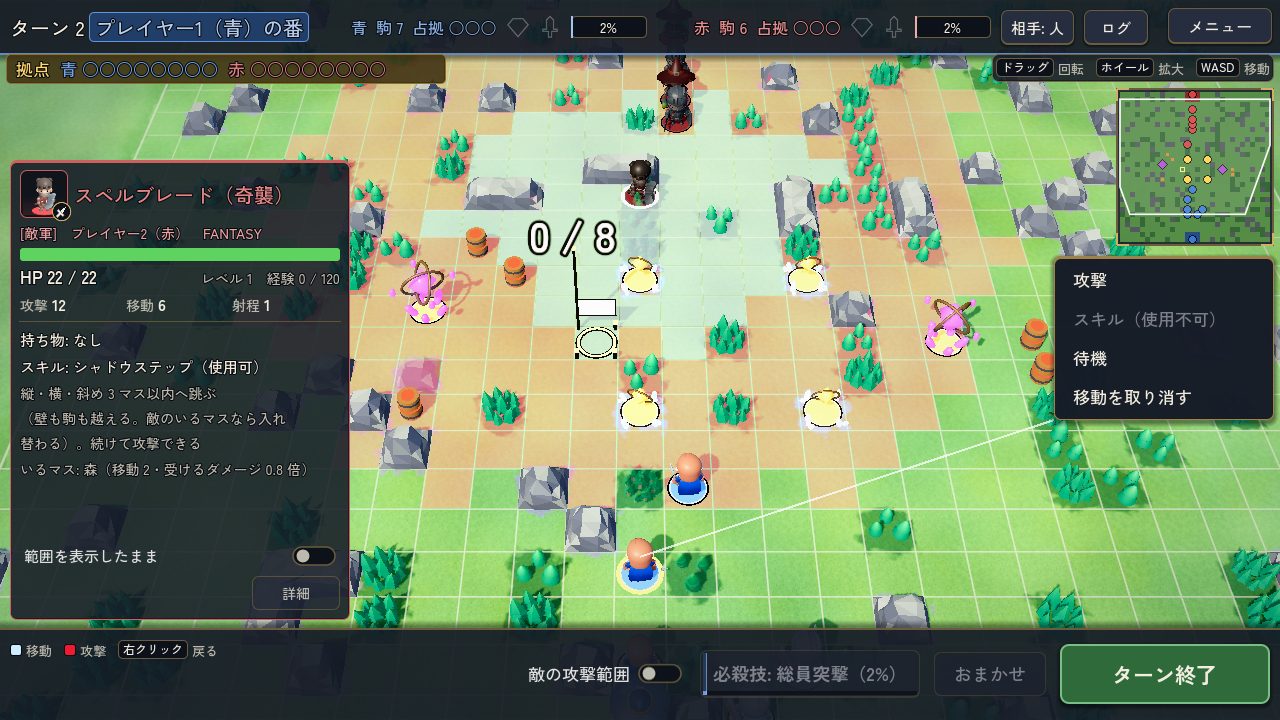 ターン 2 プレイヤー1（青）の番 青 駒 7 占拠 〇〇〇 2% 赤 駒 6 占拠 〇〇〇 2% 相手: 人 ログ メニュー
拠点 青 〇〇〇〇〇〇〇〇 赤 〇〇〇〇〇〇〇〇
ドラッグ 回転 ホイール 拡大 WASD 移動
スペルブレード（奇襲）
[敵軍] プレイヤー2（赤） FANTASY
HP 22 / 22 レベル 1 経験 0 / 120
攻撃 12 移動 6 射程 1
持ち物: なし
スキル: シャドウステップ（使用可）
縦・横・斜め 3 マス以内へ跳ぶ
（壁も駒も越える。敵のいるマスなら入れ
替わる）。続けて攻撃できる
いるマス: 森（移動 2・受けるダメージ 0.8 倍）
範囲を表示したまま
詳細
0 / 8
攻撃
スキル（使用不可）
待機
移動を取り消す
移動 攻撃 右クリック 戻る
敵の攻撃範囲 必殺技: 総員突撃（2%） おまかせ ターン終了